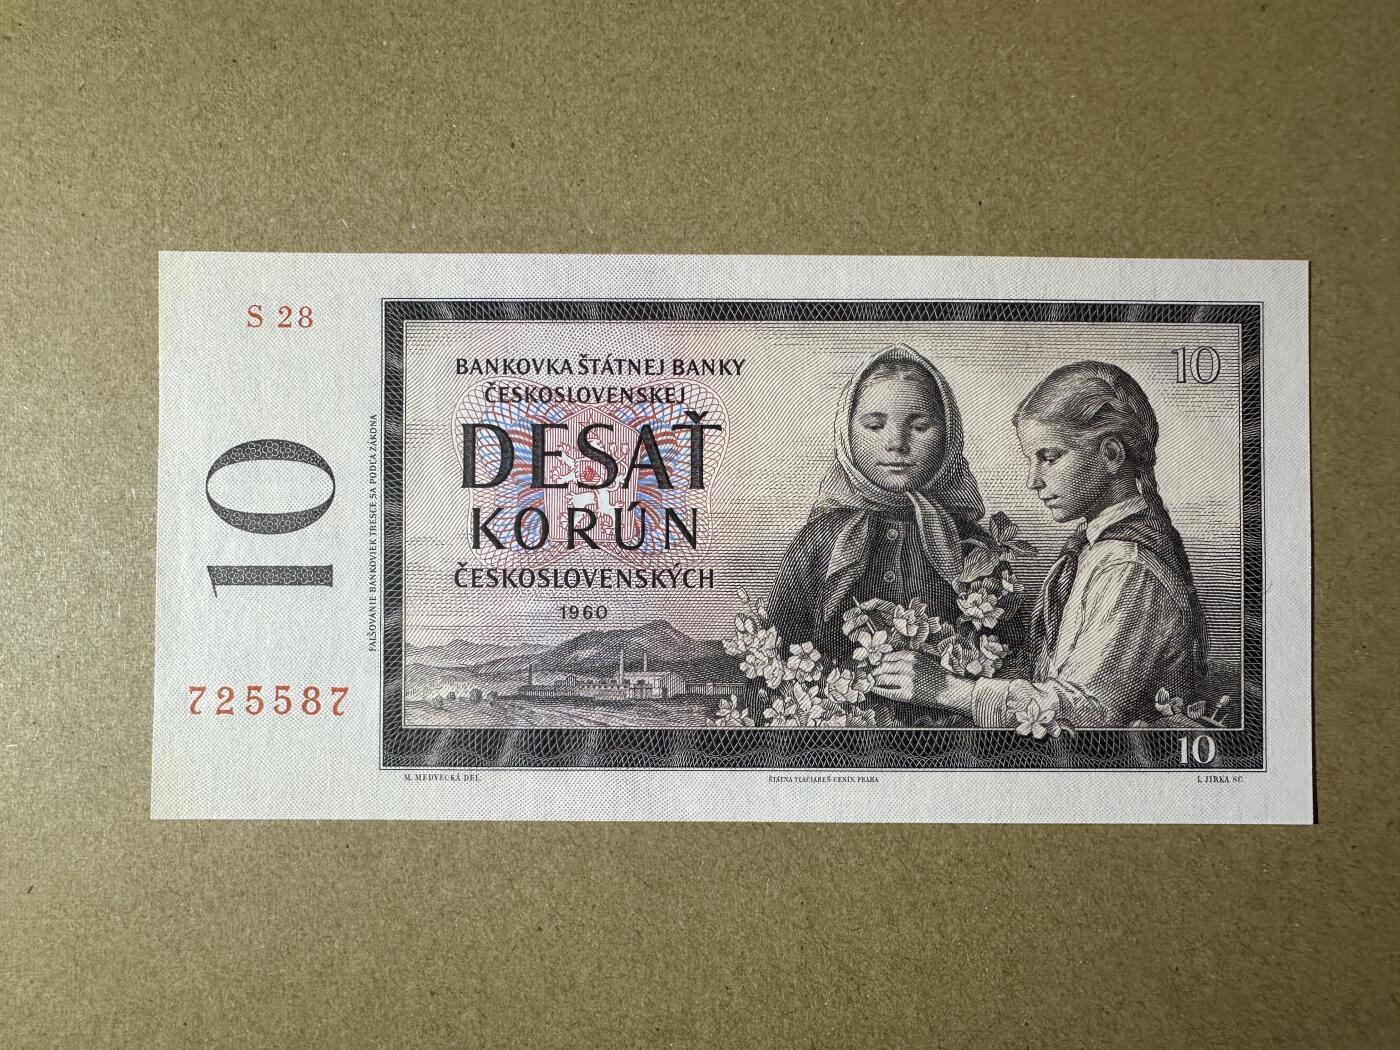 S 28
10
725587
FALŠOVANIE BANKOVIEK TRESCE SA PODĽA ZÁKONA
BANKOVKA ŠTÁTNEJ BANKY
ČESKOSLOVENSKEJ
DESAŤ
KORÚN
ČESKOSLOVENSKÝCH
1960
10
10
M. MEDVECKÁ DEL.
ŠTÁTNA TLAČIAREŇ CENÍN, PRAHA
L. JIRKA SC.